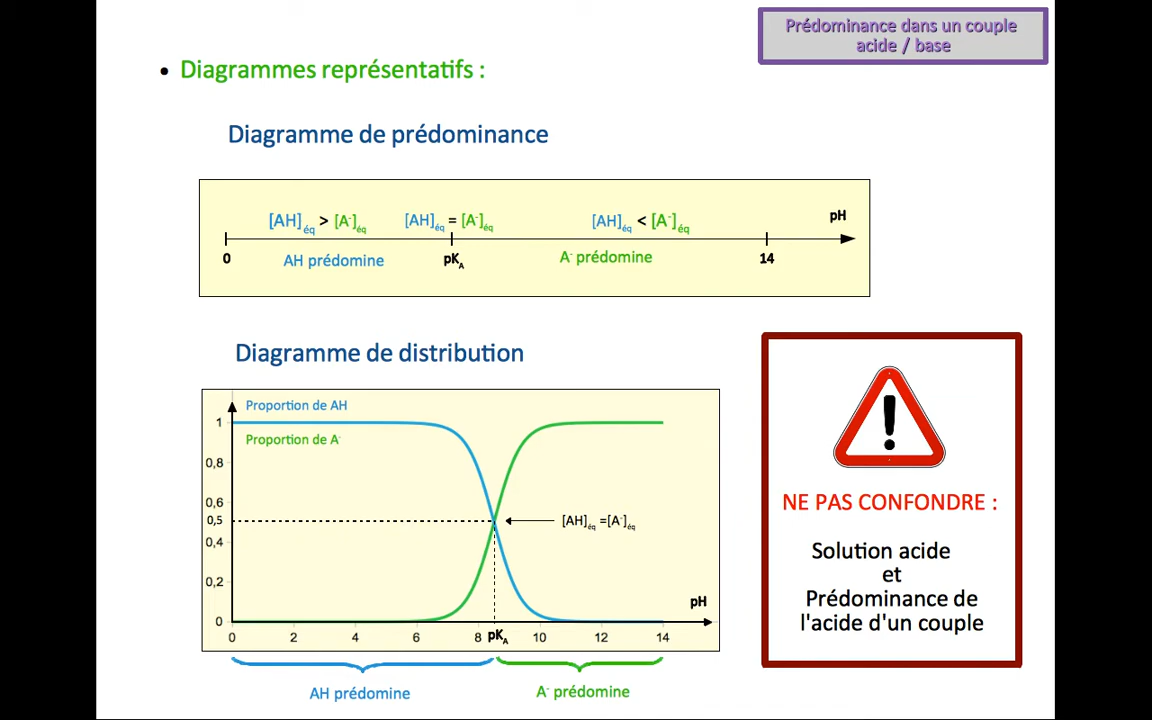 Prédominance dans un couple
acide / base
• Diagrammes représentatifs :
Diagramme de prédominance
[AH]éq > [A-]éq [AH]éq = [A-]éq [AH]éq < [A-]éq pH
0 AH prédomine pKA A- prédomine 14
Diagramme de distribution
Proportion de AH
1
Proportion de A-
0,8
0,6
0,5 [AH]éq =[A-]éq
0,4
0,2
pH
0
0 2 4 6 8 pKA 10 12 14
AH prédomine A- prédomine
!
NE PAS CONFONDRE :
Solution acide
et
Prédominance de
l'acide d'un couple